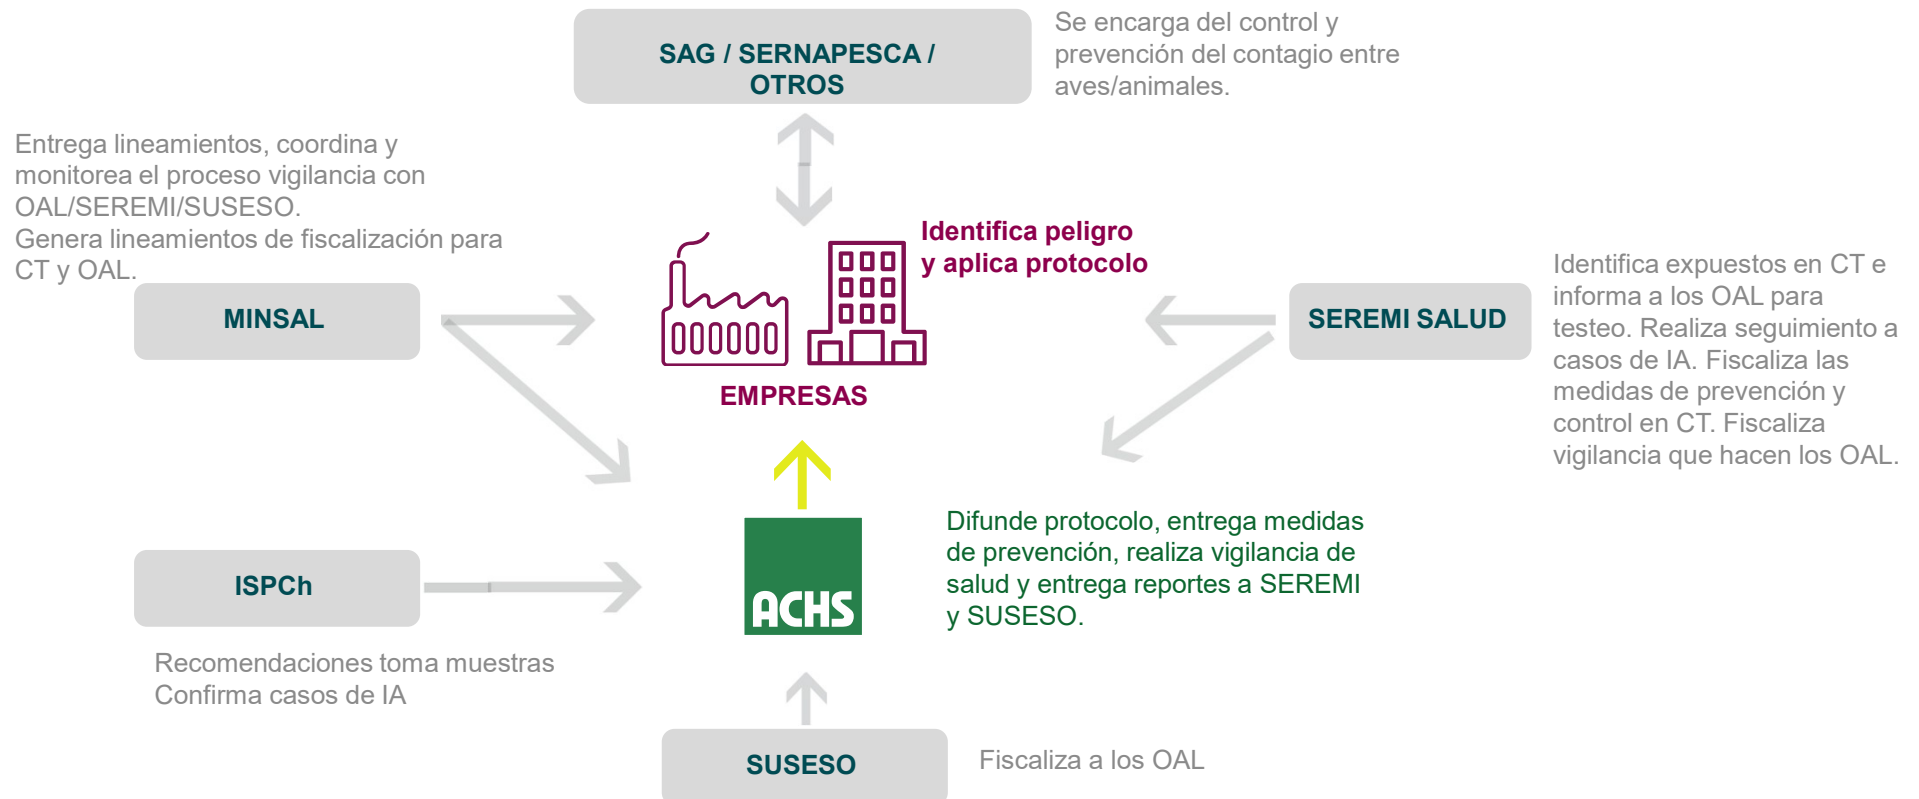 SAG / SERNAPESCA /
OTROS
Se encarga del control y
prevención del contagio entre
aves/animales.
Entrega lineamientos, coordina y
monitorea el proceso vigilancia con
OAL/SEREMI/SUSESO.
Genera lineamientos de fiscalización para
CT y OAL.
MINSAL
Identifica peligro
y aplica protocolo
EMPRESAS
SEREMI SALUD
Identifica expuestos en CT e
informa a los OAL para
testeo. Realiza seguimiento a
casos de IA. Fiscaliza las
medidas de prevención y
control en CT. Fiscaliza
vigilancia que hacen los OAL.
ISPCh
Recomendaciones toma muestras
Confirma casos de IA
ACHS
Difunde protocolo, entrega medidas
de prevención, realiza vigilancia de
salud y entrega reportes a SEREMI
y SUSESO.
SUSESO
Fiscaliza a los OAL